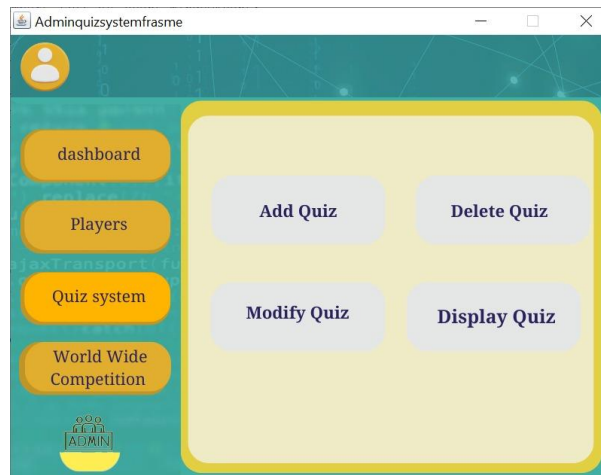 Adminquizsystemfrasme
dashboard
Players
Quiz system
World Wide
Competition
ADMIN
Add Quiz
Delete Quiz
Modify Quiz
Display Quiz